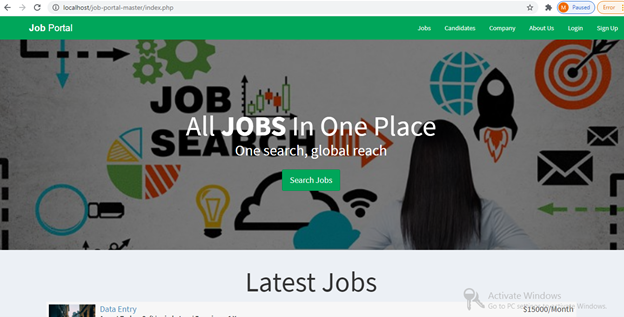 localhost/job-portal-master/index.php
M Paused
Error
Job Portal
Jobs Candidates Company About Us Login Sign Up
JOB
SEARCH
All JOBS In One Place
One search, global reach
Search Jobs
Latest Jobs
Activate Windows
Go to PC settings to activate Windows.
Data Entry
$15000/Month